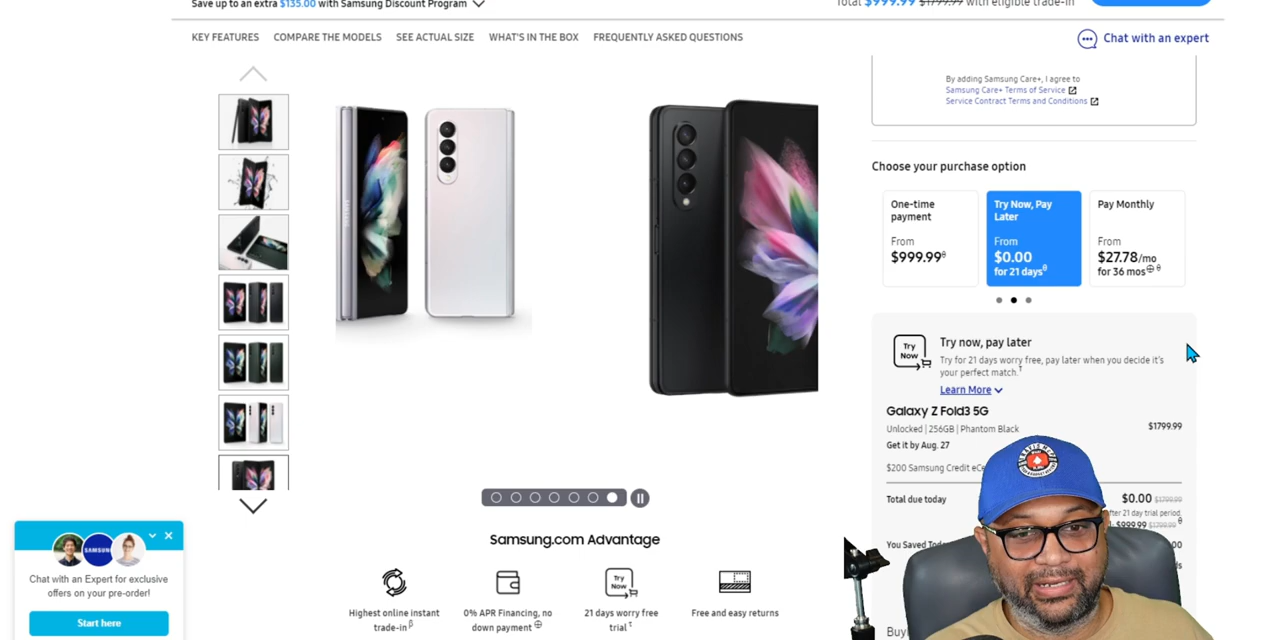 Save up to an extra $135.00 with Samsung Discount Program
Total $999.99 $1799.99 with eligible trade-in
KEY FEATURES COMPARE THE MODELS SEE ACTUAL SIZE WHAT'S IN THE BOX FREQUENTLY ASKED QUESTIONS
Chat with an expert
By adding Samsung Care+, I agree to
Samsung Care+ Terms of Service
Service Contract Terms and Conditions
Choose your purchase option
One-time
payment
From
$999.99θ
Try Now, Pay
Later
From
$0.00
for 21 daysθ
Pay Monthly
From
$27.78/mo
for 36 mos⊕ θ
Try
Now
Try now, pay later
Try for 21 days worry free, pay later when you decide it's
your perfect match.τ
Learn More
Galaxy Z Fold3 5G
Unlocked | 256GB | Phantom Black
$1799.99
Get it by Aug. 27
$200 Samsung Credit
Total due today
$0.00 $1799.99
after 21 day trial period
$999.99 $1799.99 θ
You Saved
Samsung.com Advantage
Try
Now
Highest online instant
trade-inβ
0% APR Financing, no
down payment ⊕
21 days worry free
trialτ
Free and easy returns
SAMSUNG
Chat with an Expert for exclusive
offers on your pre-order!
Start here